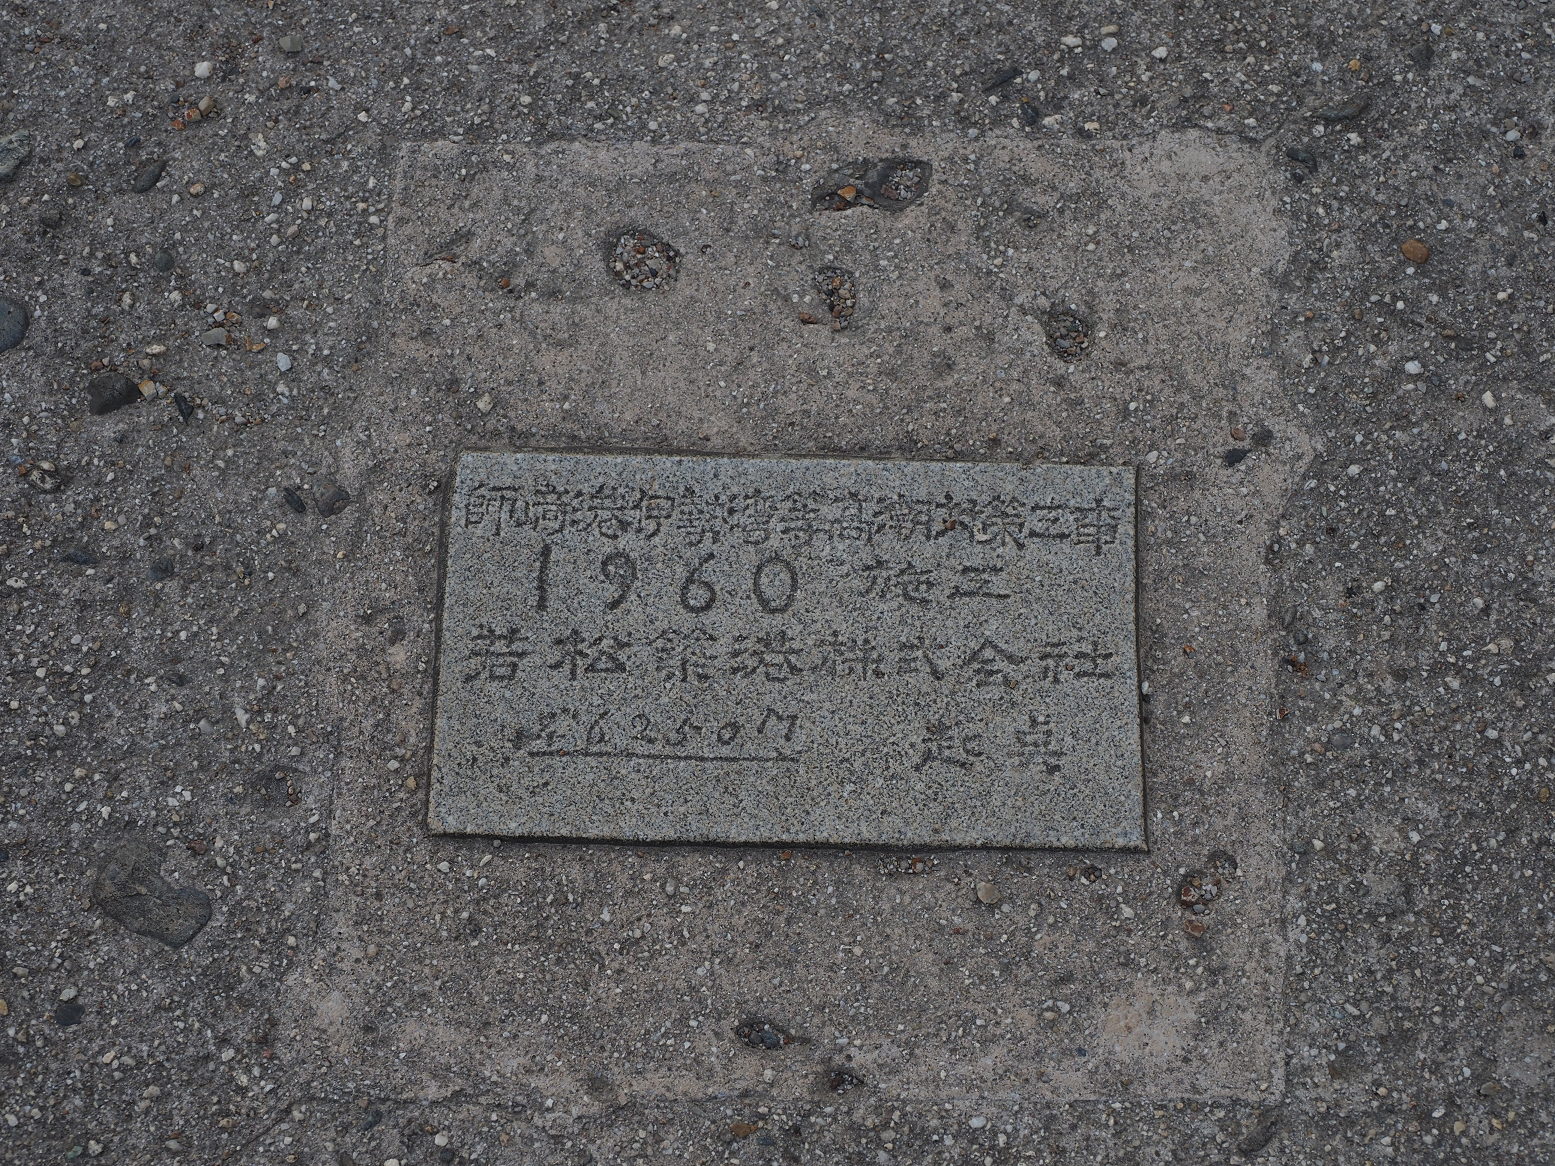 師崎港伊勢湾等高潮対策工事
1960 施工
若松築港株式会社
+6250M 起点